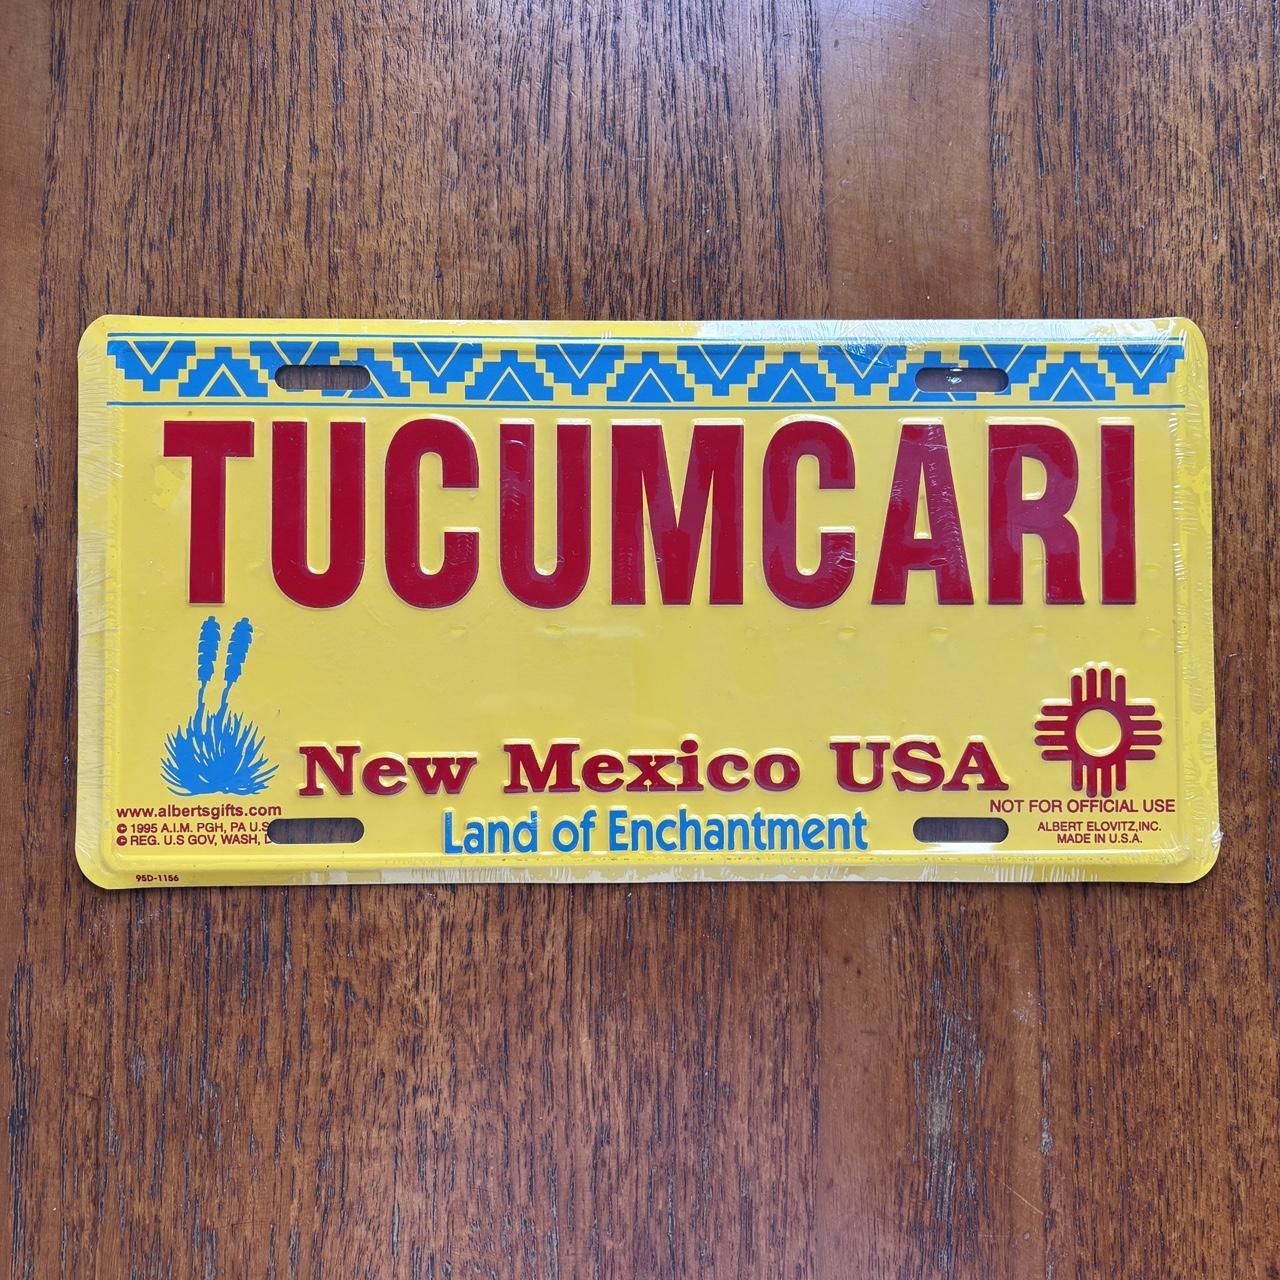 TUCUMCARI
New Mexico USA
Land of Enchantment
www.albertsgifts.com
© 1995 A.I.M. PGH, PA U.S
© REG. U.S GOV, WASH,
95D-1156
NOT FOR OFFICIAL USE
ALBERT ELOVITZ,INC.
MADE IN U.S.A.